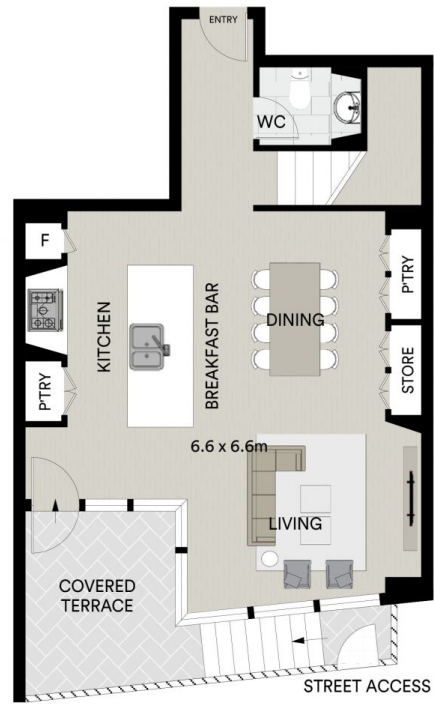 ENTRY
WC
F
KITCHEN
BREAKFAST BAR
DINING
P'TRY
P'TRY
STORE
6.6 x 6.6m
LIVING
COVERED
TERRACE
STREET ACCESS